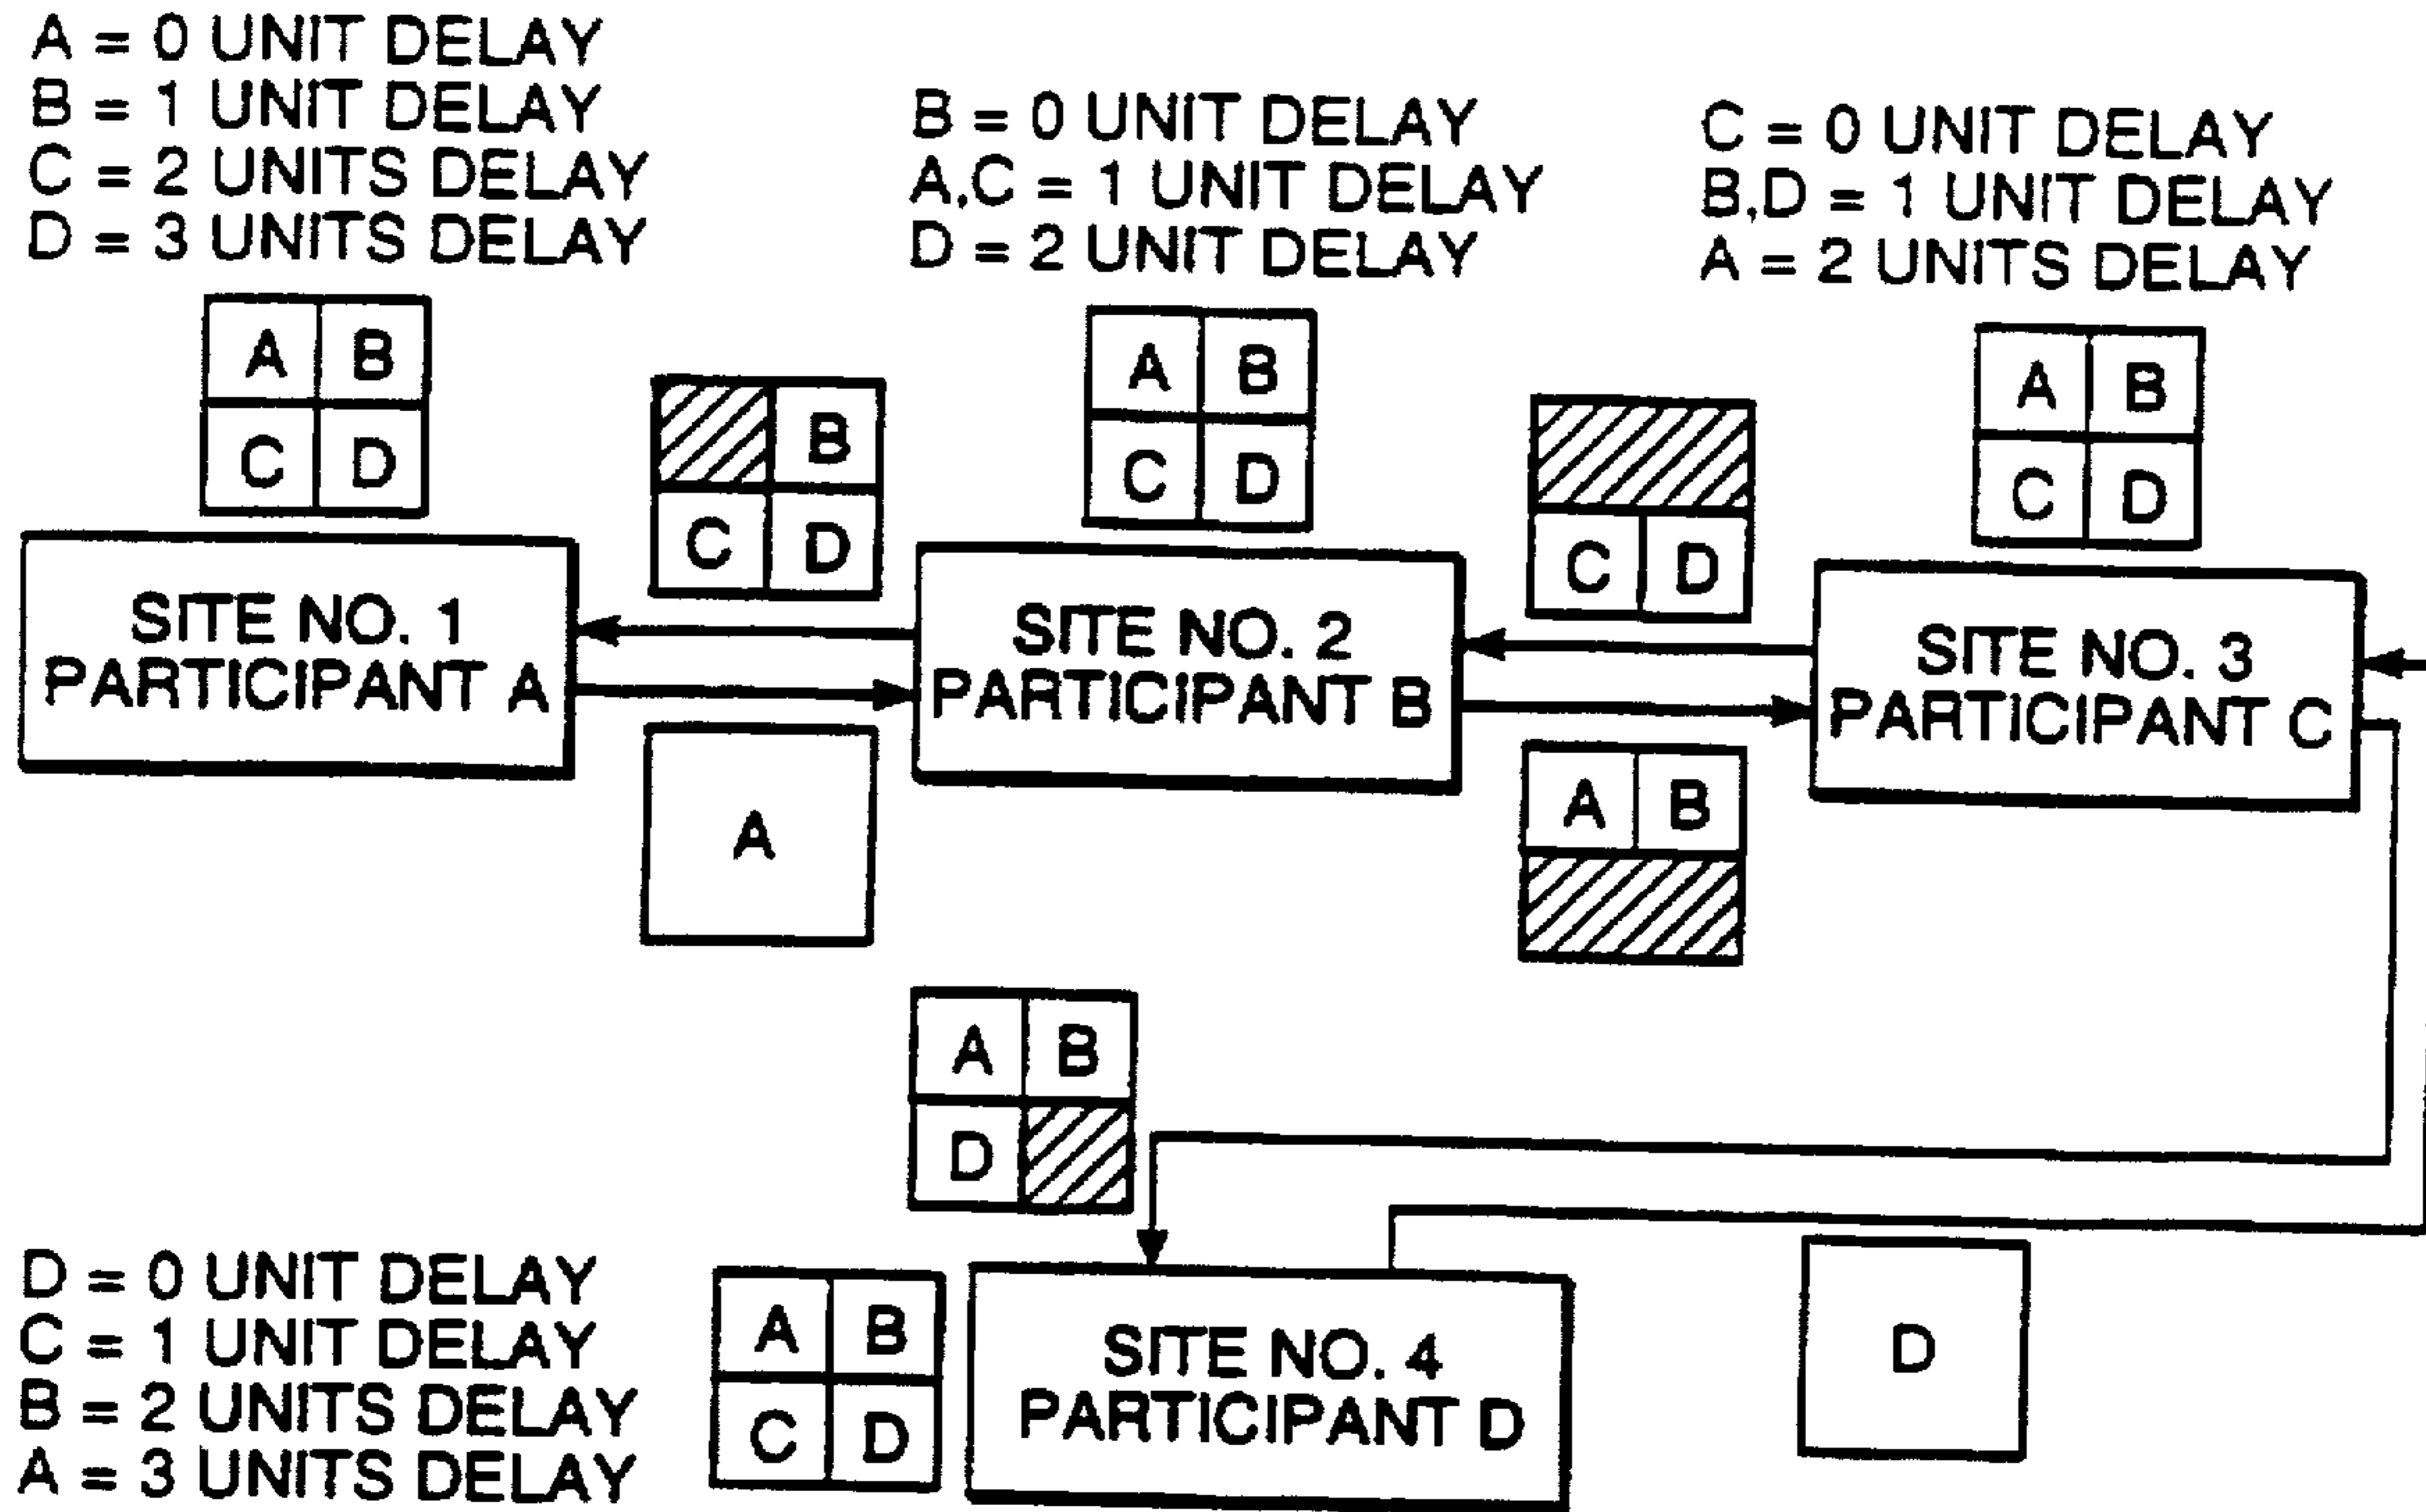 A = 0 UNIT DELAY
B = 1 UNIT DELAY
C = 2 UNITS DELAY
D = 3 UNITS DELAY
B = 0 UNIT DELAY
A,C = 1 UNIT DELAY
D = 2 UNIT DELAY
C = 0 UNIT DELAY
B,D = 1 UNIT DELAY
A = 2 UNITS DELAY
A B
C D
B
C D
A B
C D
C D
A B
C D
SITE NO. 1
PARTICIPANT A
SITE NO. 2
PARTICIPANT B
SITE NO. 3
PARTICIPANT C
A
A B
A B
D
D = 0 UNIT DELAY
C = 1 UNIT DELAY
B = 2 UNITS DELAY
A = 3 UNITS DELAY
A B
C D
SITE NO. 4
PARTICIPANT D
D